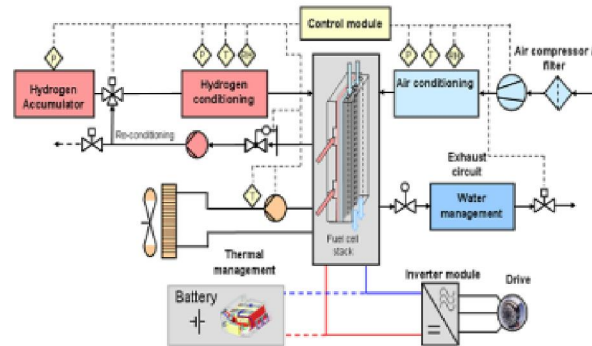 Control module
P
P
T
RH
P
T
RH
Air compressor &
filter
Hydrogen
Accumulator
Hydrogen
conditioning
Air conditioning
Re-conditioning
Exhaust
circuit
T
Water
management
Fuel cell
stack
Thermal
management
Inverter module
Drive
Battery